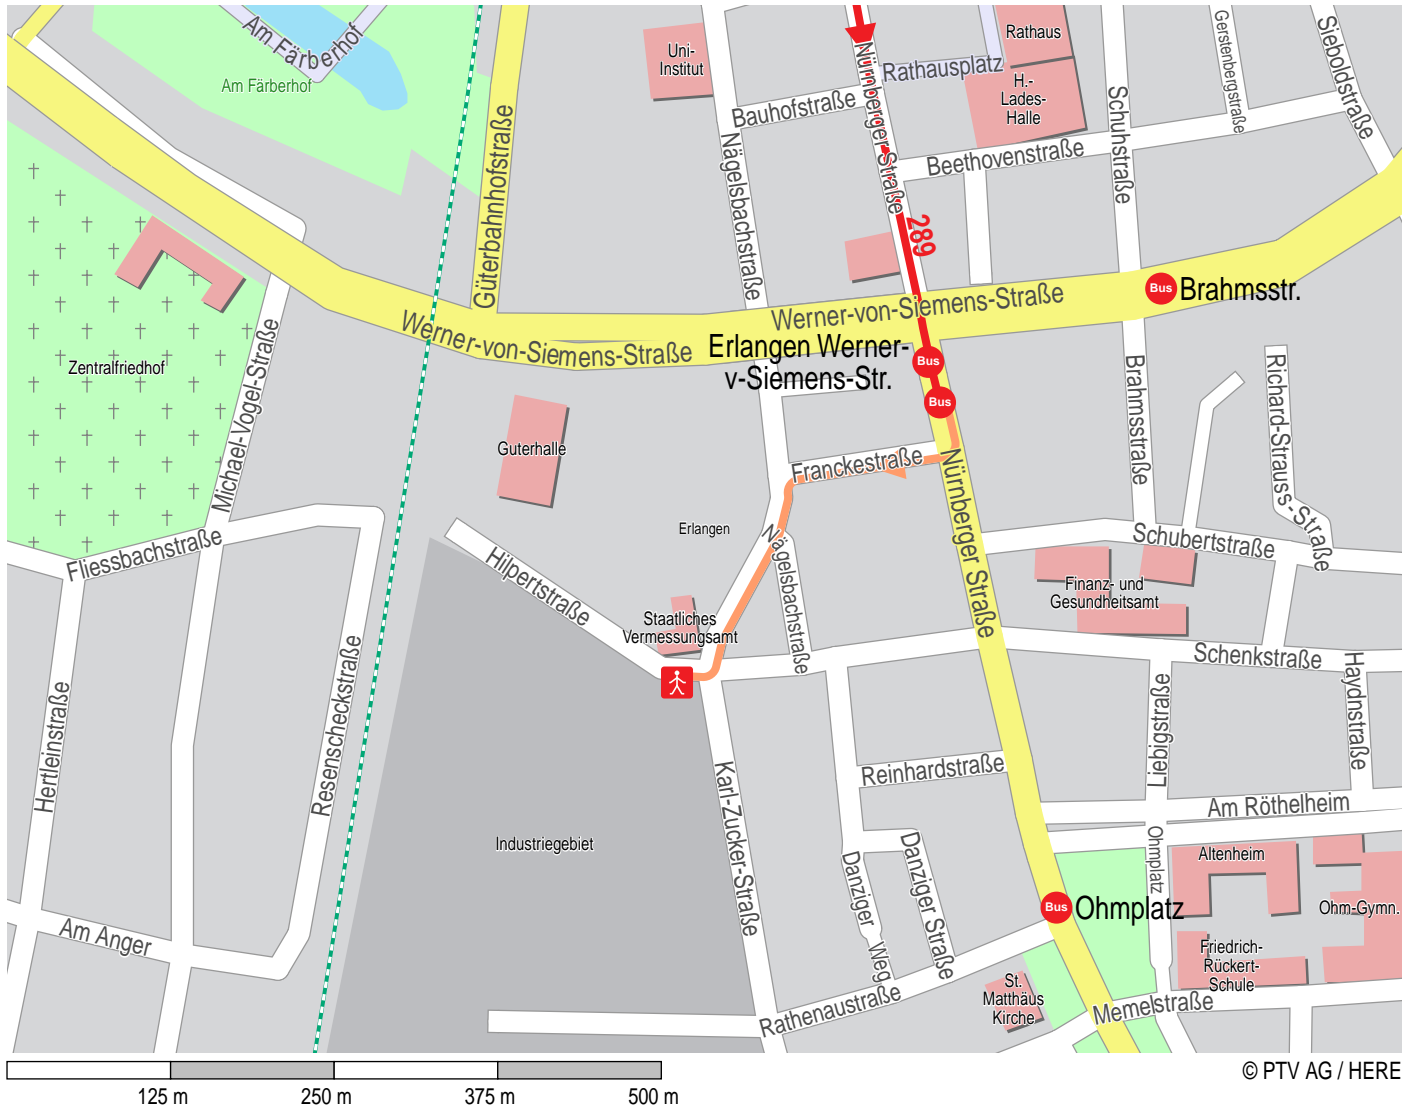 Am Färberhof
Am Färberhof
Uni-
Institut
Rathaus
Rathausplatz
H.-
Lades-
Halle
Gerstenbergstraße
Sieboldstraße
Bauhofstraße
Nürnberger Straße
Schuhstraße
Güterbahnhofstraße
Nägelsbachstraße
Beethovenstraße
289
Bus
Brahmsstr.
Werner-von-Siemens-Straße
Werner-von-Siemens-Straße
Erlangen Werner-
v-Siemens-Str.
Bus
Bus
Zentralfriedhof
Michael-Vogel-Straße
Brahmsstraße
Richard-Strauss-Straße
Guterhalle
Franckestraße
Nürnberger Straße
Erlangen
Nägelsbachstraße
Schubertstraße
Fliessbachstraße
Hilpertstraße
Finanz- und
Gesundheitsamt
Staatliches
Vermessungsamt
Schenkstraße
Haydnstraße
Liebigstraße
Hertleinstraße
Resenscheckstraße
Reinhardstraße
Karl-Zucker-Straße
Am Röthelheim
Industriegebiet
Danziger Weg
Danziger Straße
Ohmplatz
Altenheim
Bus
Ohmplatz
Ohm-Gymn.
Am Anger
Friedrich-
Rückert-
Schule
St.
Matthäus
Kirche
Memelstraße
Rathenaustraße
© PTV AG / HERE
125 m
250 m
375 m
500 m